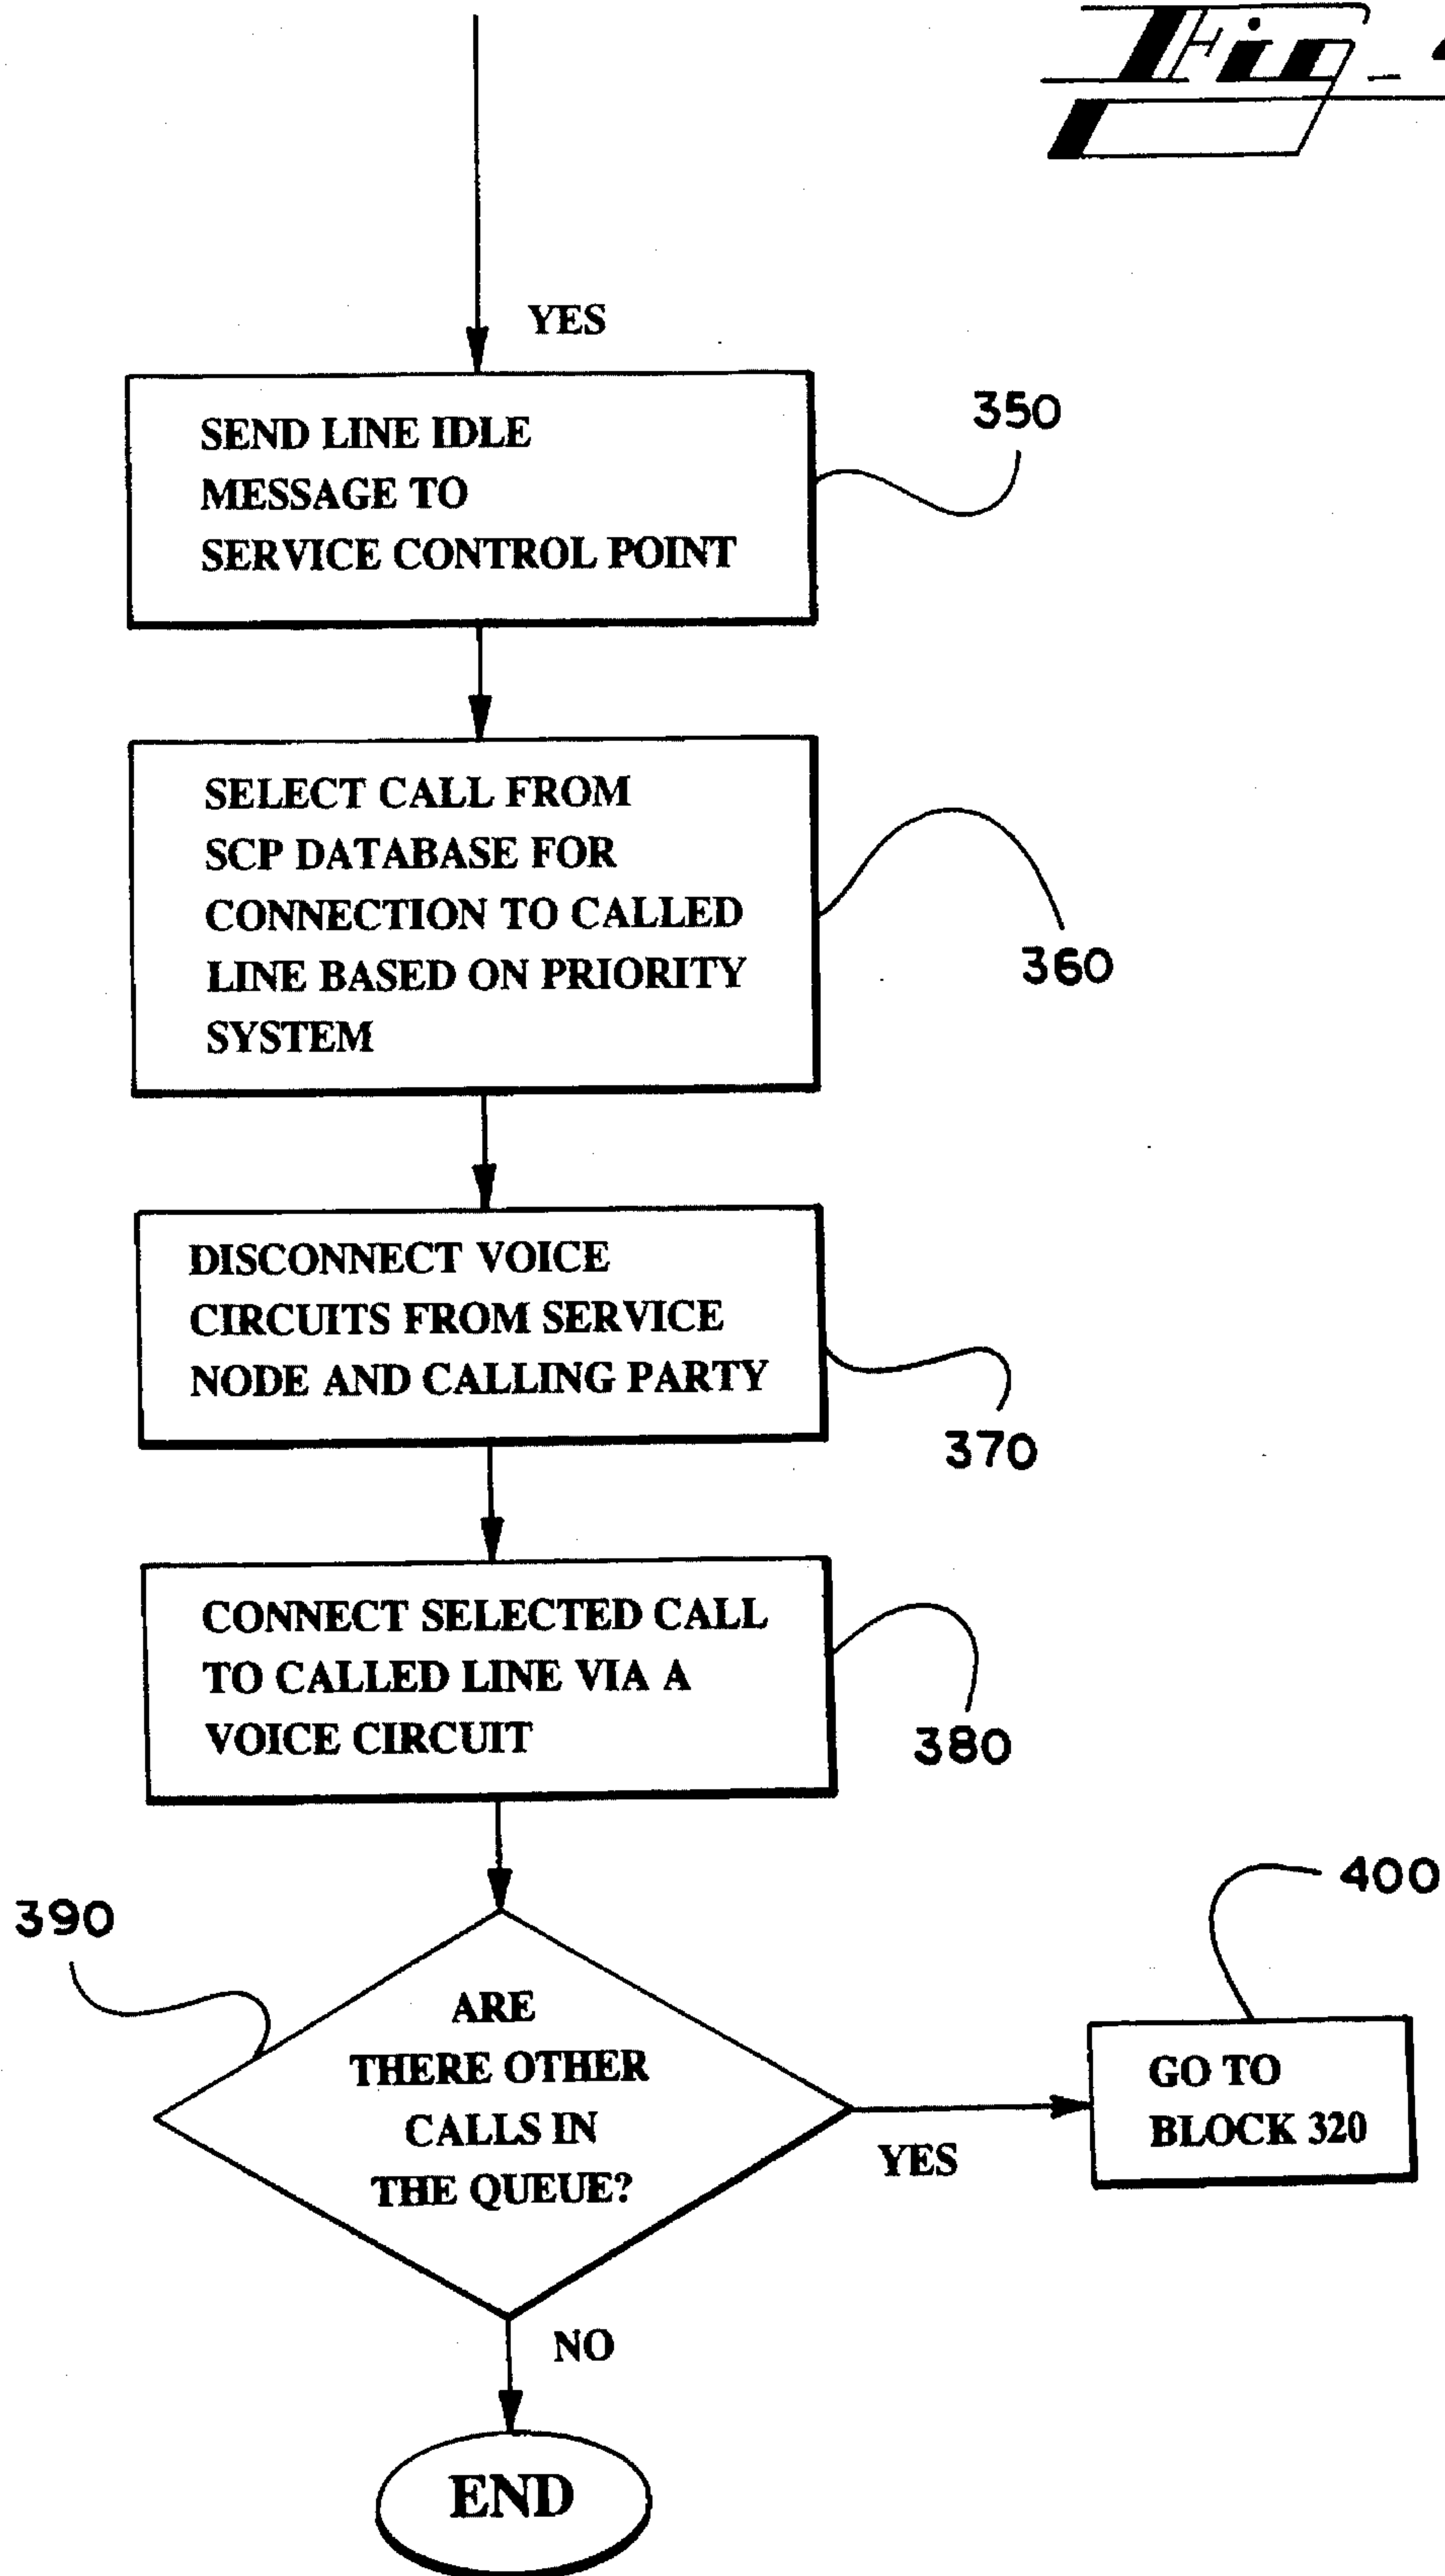 Fig_
YES
SEND LINE IDLE
MESSAGE TO
SERVICE CONTROL POINT
350
SELECT CALL FROM
SCP DATABASE FOR
CONNECTION TO CALLED
LINE BASED ON PRIORITY
SYSTEM
360
DISCONNECT VOICE
CIRCUITS FROM SERVICE
NODE AND CALLING PARTY
370
CONNECT SELECTED CALL
TO CALLED LINE VIA A
VOICE CIRCUIT
380
390
400
ARE
THERE OTHER
CALLS IN
THE QUEUE?
YES
GO TO
BLOCK 320
NO
END